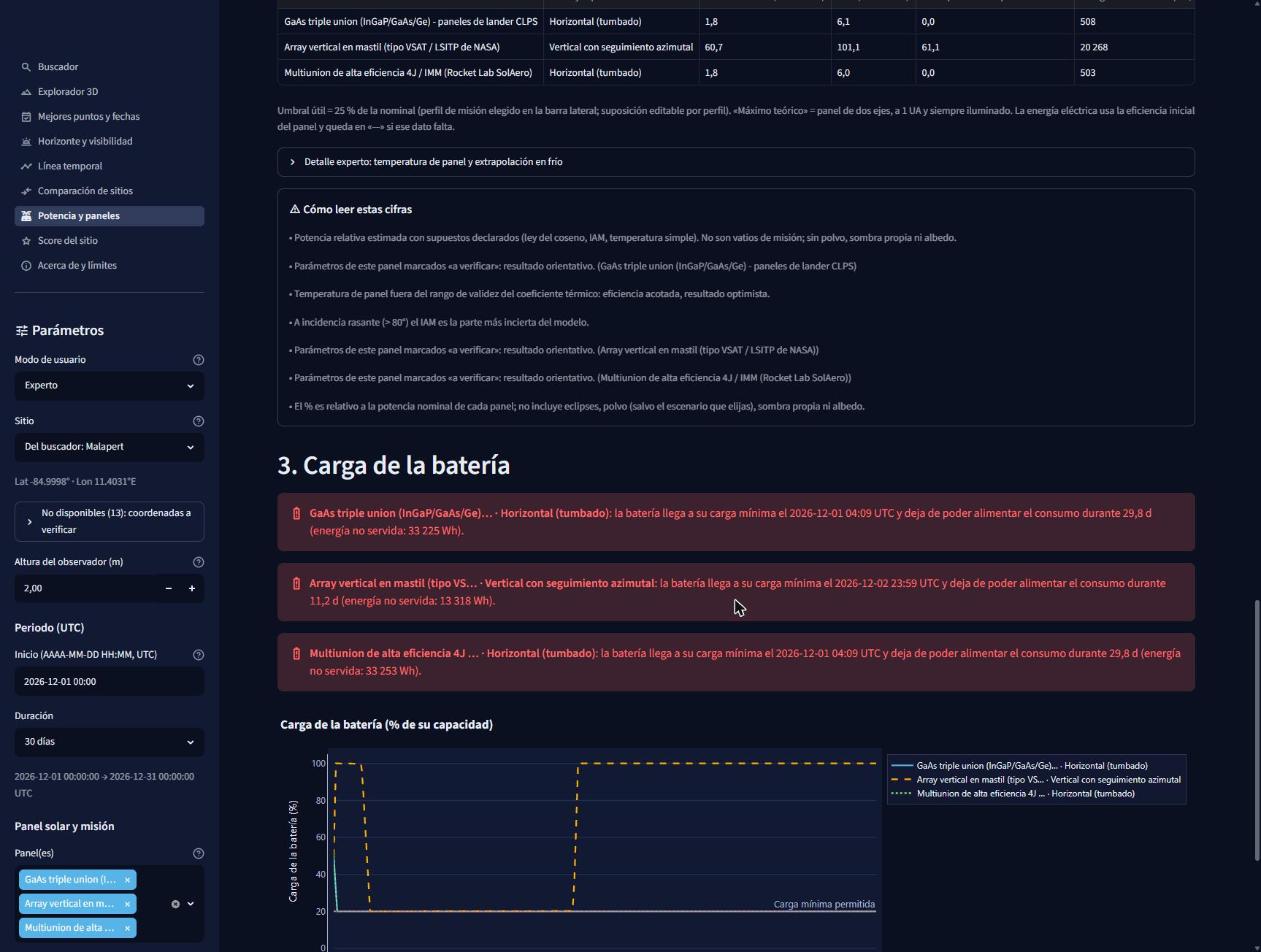 Buscador
Explorador 3D
Mejores puntos y fechas
Horizonte y visibilidad
Línea temporal
Comparación de sitios
Potencia y paneles
Score del sitio
Acerca de y límites
Parámetros
Modo de usuario
Experto
Sitio
Del buscador: Malapert
Lat -84.9998° · Lon 11.4031°E
No disponibles (13): coordenadas a
verificar
Altura del observador (m)
2,00
Periodo (UTC)
Inicio (AAAA-MM-DD HH:MM, UTC)
2026-12-01 00:00
Duración
30 días
2026-12-01 00:00:00 → 2026-12-31 00:00:00
UTC
Panel solar y misión
Panel(es)
GaAs triple union (I...
Array vertical en m...
Multiunion de alta ...
GaAs triple union (InGaP/GaAs/Ge) - paneles de lander CLPS Horizontal (tumbado) 1,8 6,1 0,0 508
Array vertical en mastil (tipo VSAT / LSITP de NASA) Vertical con seguimiento azimutal 60,7 101,1 61,1 20 268
Multiunion de alta eficiencia 4J / IMM (Rocket Lab SolAero) Horizontal (tumbado) 1,8 6,0 0,0 503
Umbral útil = 25 % de la nominal (perfil de misión elegido en la barra lateral; suposición editable por perfil). «Máximo teórico» = panel de dos ejes, a 1 UA y siempre iluminado. La energía eléctrica usa la eficiencia inicial
del panel y queda en «—» si ese dato falta.
Detalle experto: temperatura de panel y extrapolación en frío
⚠ Cómo leer estas cifras
• Potencia relativa estimada con supuestos declarados (ley del coseno, IAM, temperatura simple). No son vatios de misión; sin polvo, sombra propia ni albedo.
• Parámetros de este panel marcados «a verificar»: resultado orientativo. (GaAs triple union (InGaP/GaAs/Ge) - paneles de lander CLPS)
• Temperatura de panel fuera del rango de validez del coeficiente térmico: eficiencia acotada, resultado optimista.
• A incidencia rasante (> 80°) el IAM es la parte más incierta del modelo.
• Parámetros de este panel marcados «a verificar»: resultado orientativo. (Array vertical en mastil (tipo VSAT / LSITP de NASA))
• Parámetros de este panel marcados «a verificar»: resultado orientativo. (Multiunion de alta eficiencia 4J / IMM (Rocket Lab SolAero))
• El % es relativo a la potencia nominal de cada panel; no incluye eclipses, polvo (salvo el escenario que elijas), sombra propia ni albedo.
3. Carga de la batería
GaAs triple union (InGaP/GaAs/Ge)... · Horizontal (tumbado): la batería llega a su carga mínima el 2026-12-01 04:09 UTC y deja de poder alimentar el consumo durante 29,8 d
(energía no servida: 33 225 Wh).
Array vertical en mastil (tipo VS... · Vertical con seguimiento azimutal: la batería llega a su carga mínima el 2026-12-02 23:59 UTC y deja de poder alimentar el consumo durante
11,2 d (energía no servida: 13 318 Wh).
Multiunion de alta eficiencia 4J ... · Horizontal (tumbado): la batería llega a su carga mínima el 2026-12-01 04:09 UTC y deja de poder alimentar el consumo durante 29,8 d (energía
no servida: 33 253 Wh).
Carga de la batería (% de su capacidad)
Carga de la batería (%)
100
80
60
40
20
0
Carga mínima permitida
GaAs triple union (InGaP/GaAs/Ge)... · Horizontal (tumbado)
Array vertical en mastil (tipo VS... · Vertical con seguimiento azimutal
Multiunion de alta eficiencia 4J ... · Horizontal (tumbado)